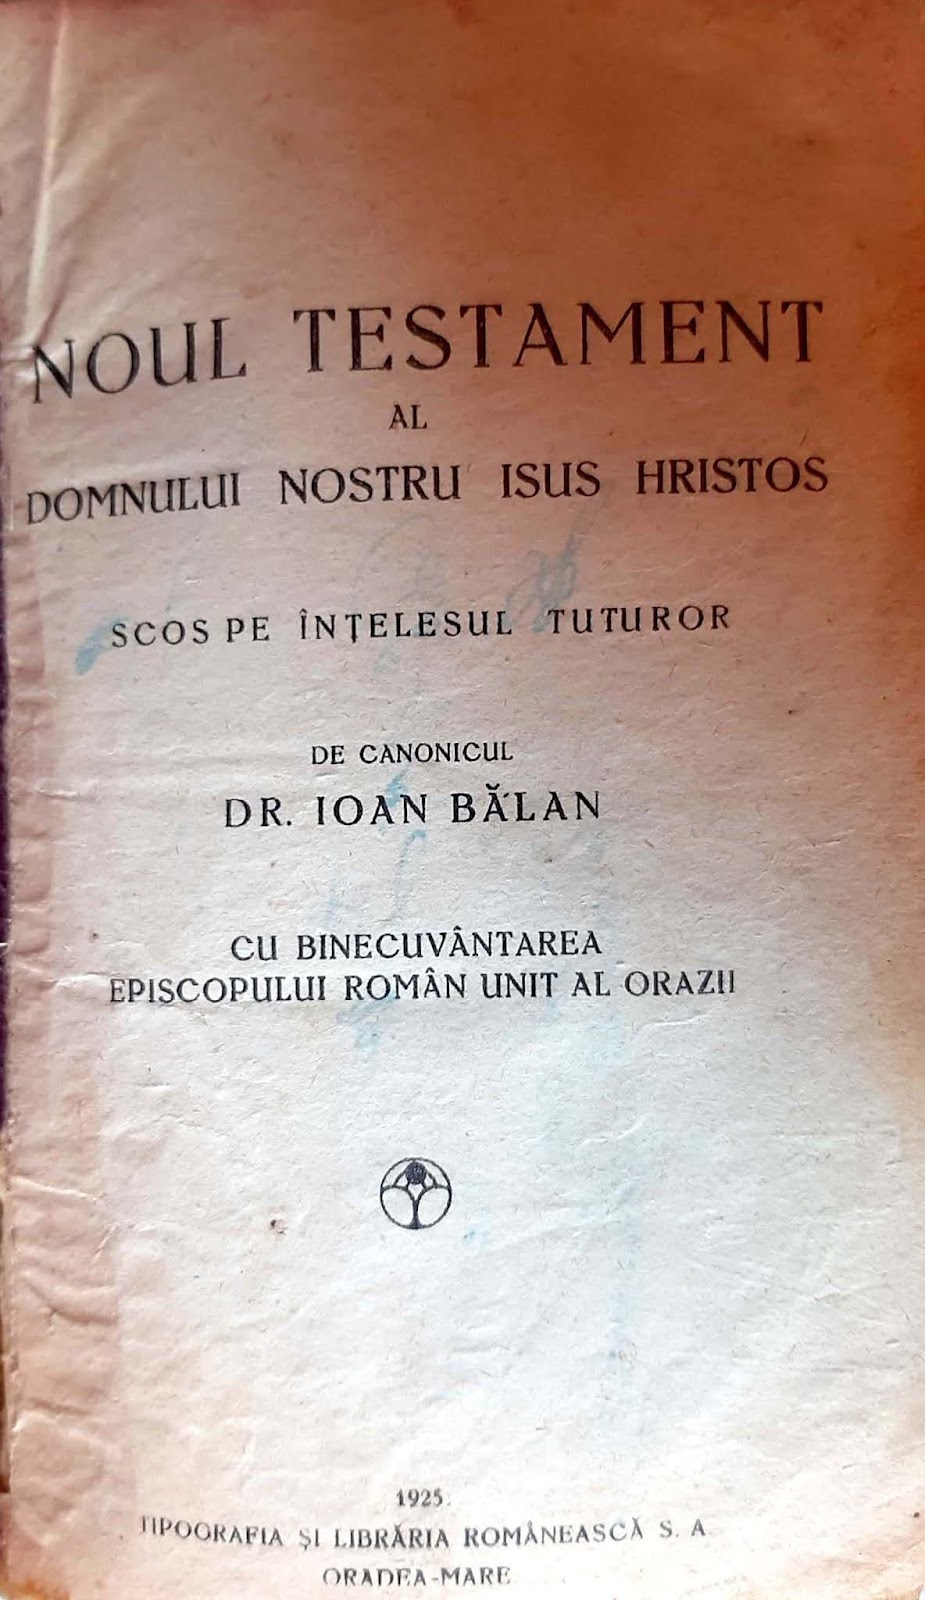 NOUL TESTAMENT
AL
DOMNULUI NOSTRU ISUS HRISTOS
SCOS PE ÎNȚELESUL TUTUROR
DE CANONICUL
DR. IOAN BĂLAN
CU BINECUVÂNTAREA
EPISCOPULUI ROMÂN UNIT AL ORAZII
1925.
TIPOGRAFIA ȘI LIBRĂRIA ROMÂNEASCĂ S. A
ORADEA-MARE